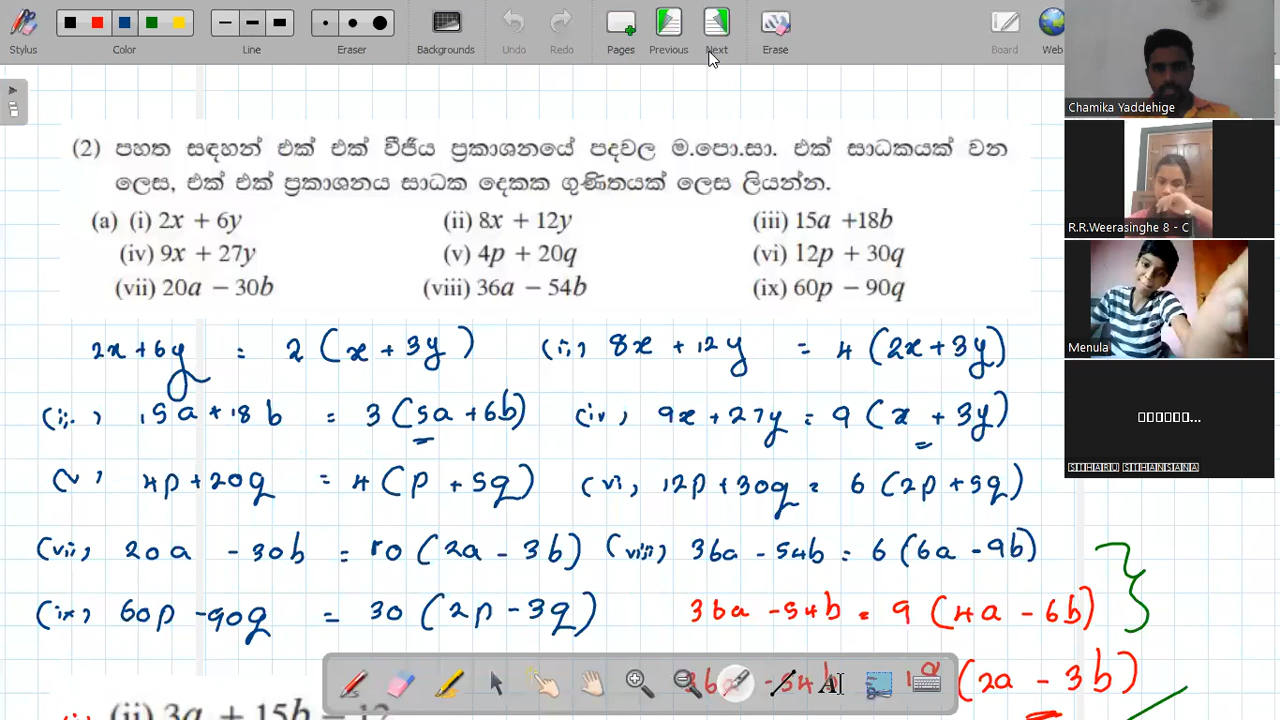 Stylus Color Line Eraser Backgrounds Undo Redo Pages Previous Next Erase Board Web
Chamika Yaddehige
R.R.Weerasinghe 8 - C
Menula
(2) පහත සඳහන් එක් එක් වීජීය ප්‍රකාශනයේ පදවල ම.පො.සා. එක් සාධකයක් වන
ලෙස, එක් එක් ප්‍රකාශනය සාධක දෙකක ගුණිතයක් ලෙස ලියන්න.
(a) (i) 2x + 6y (ii) 8x + 12y (iii) 15a +18b
(iv) 9x + 27y (v) 4p + 20q (vi) 12p + 30q
(vii) 20a − 30b (viii) 36a − 54b (ix) 60p − 90q
2x + 6y = 2 (x + 3y) (ii) 8x + 12y = 4 (2x + 3y)
15a + 18b = 3 (5a + 6b) (iv) 9x + 27y = 9 (x + 3y)
4p + 20q = 4 (p + 5q) (vi) 12p + 30q = 6 (2p + 5q)
(vii) 20a - 30b = 10 (2a - 3b) (viii) 36a - 54b = 6 (6a - 9b)
(ix) 60p - 90q = 30 (2p - 3q) 36a - 54b = 9 (4a - 6b)
(2a - 3b)
(ii) 3a + 15b − 12